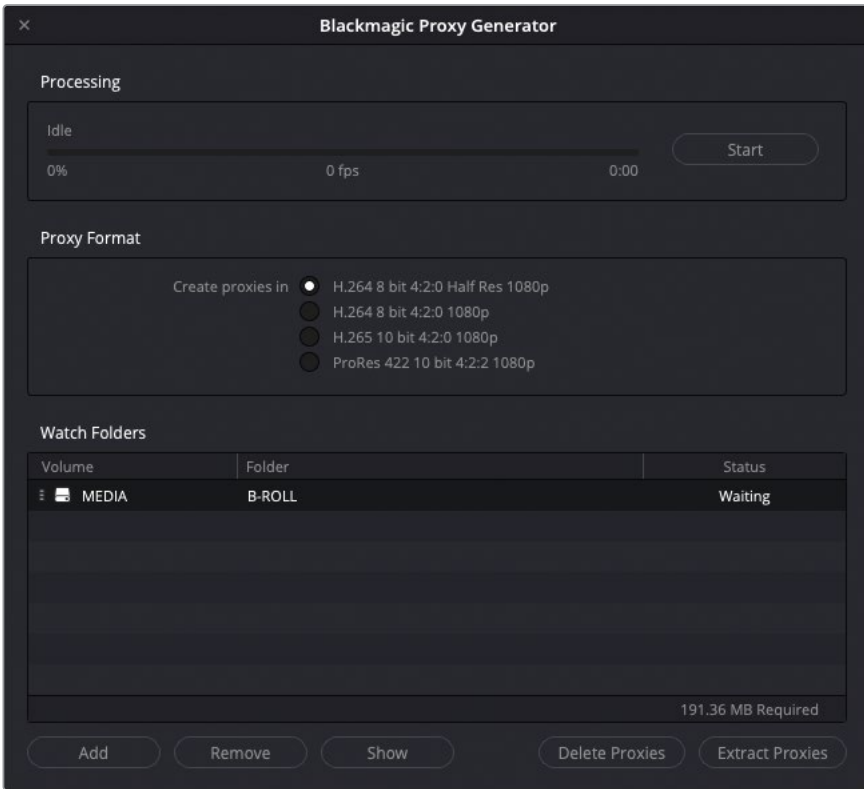 Blackmagic Proxy Generator
Processing
Idle
Start
0% 0 fps 0:00
Proxy Format
Create proxies in H.264 8 bit 4:2:0 Half Res 1080p
H.264 8 bit 4:2:0 1080p
H.265 10 bit 4:2:0 1080p
ProRes 422 10 bit 4:2:2 1080p
Watch Folders
Volume Folder Status
MEDIA B-ROLL Waiting
191.36 MB Required
Add Remove Show Delete Proxies Extract Proxies